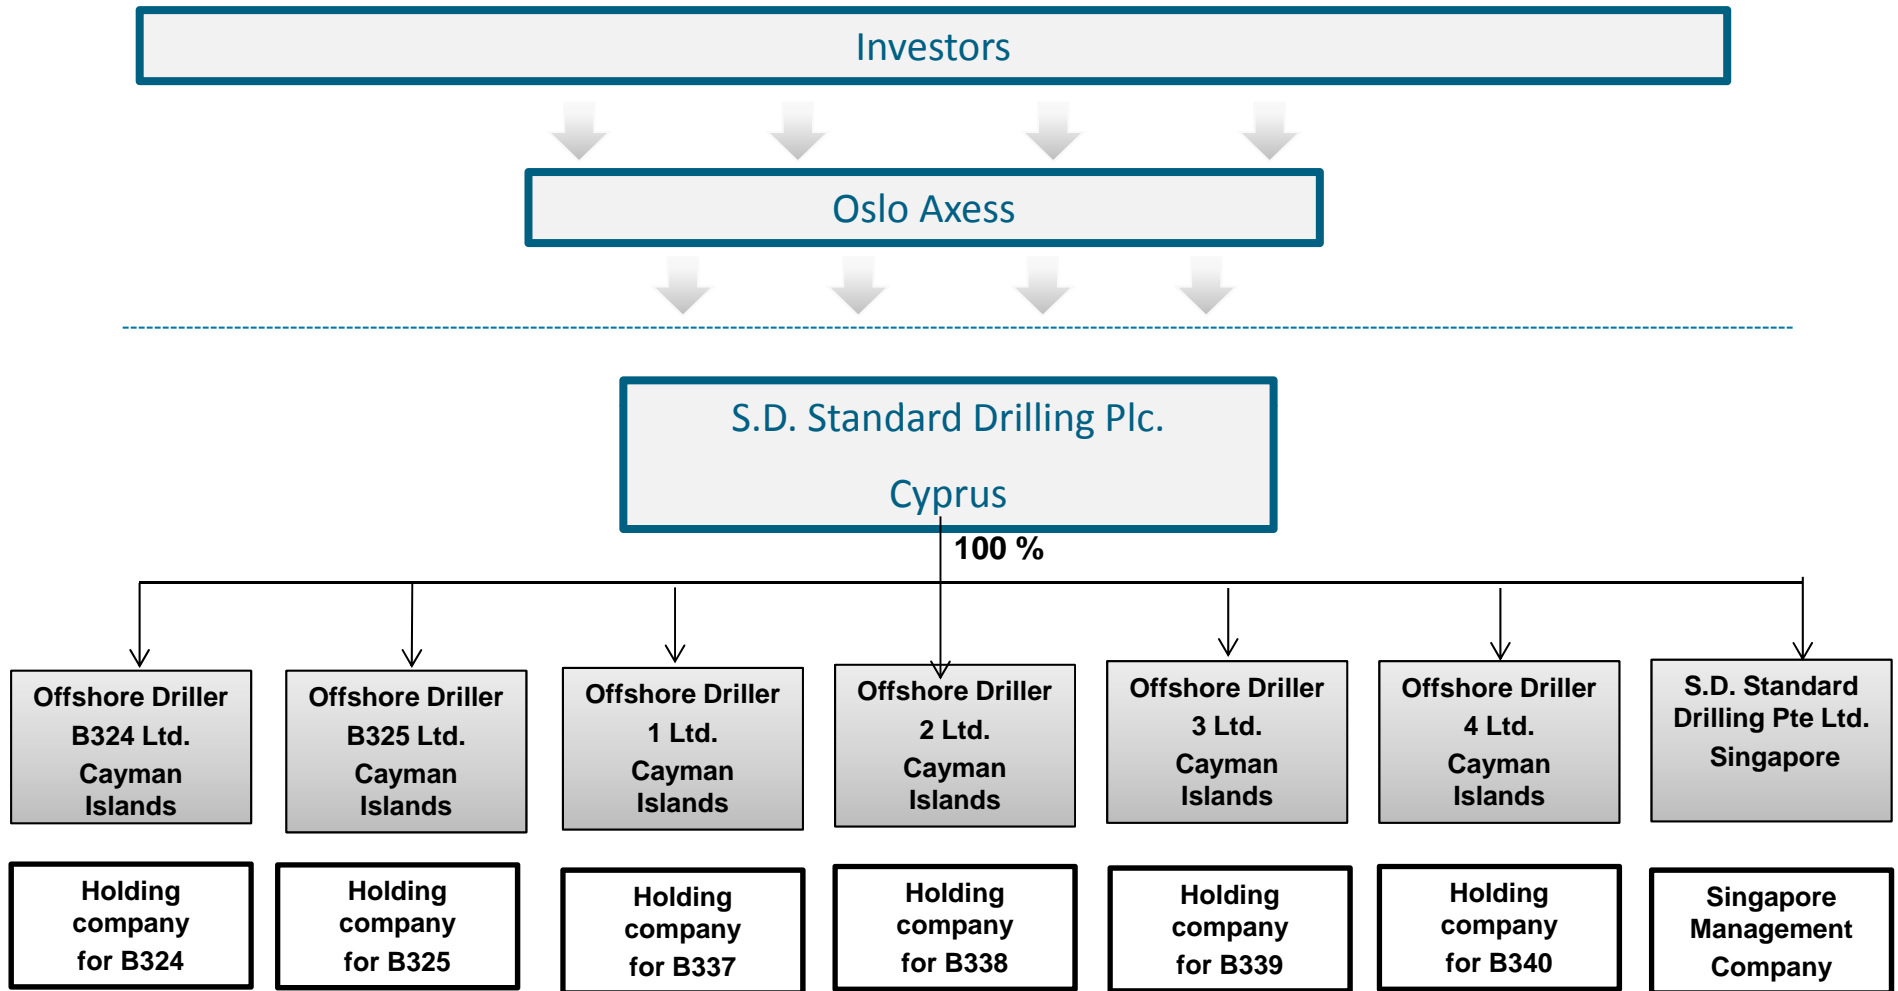 Investors
Oslo Axess
S.D. Standard Drilling Plc.
Cyprus
100 %
Offshore Driller
B324 Ltd.
Cayman
Islands
Offshore Driller
B325 Ltd.
Cayman
Islands
Offshore Driller
1 Ltd.
Cayman
Islands
Offshore Driller
2 Ltd.
Cayman
Islands
Offshore Driller
3 Ltd.
Cayman
Islands
Offshore Driller
4 Ltd.
Cayman
Islands
S.D. Standard
Drilling Pte Ltd.
Singapore
Holding
company
for B324
Holding
company
for B325
Holding
company
for B337
Holding
company
for B338
Holding
company
for B339
Holding
company
for B340
Singapore
Management
Company